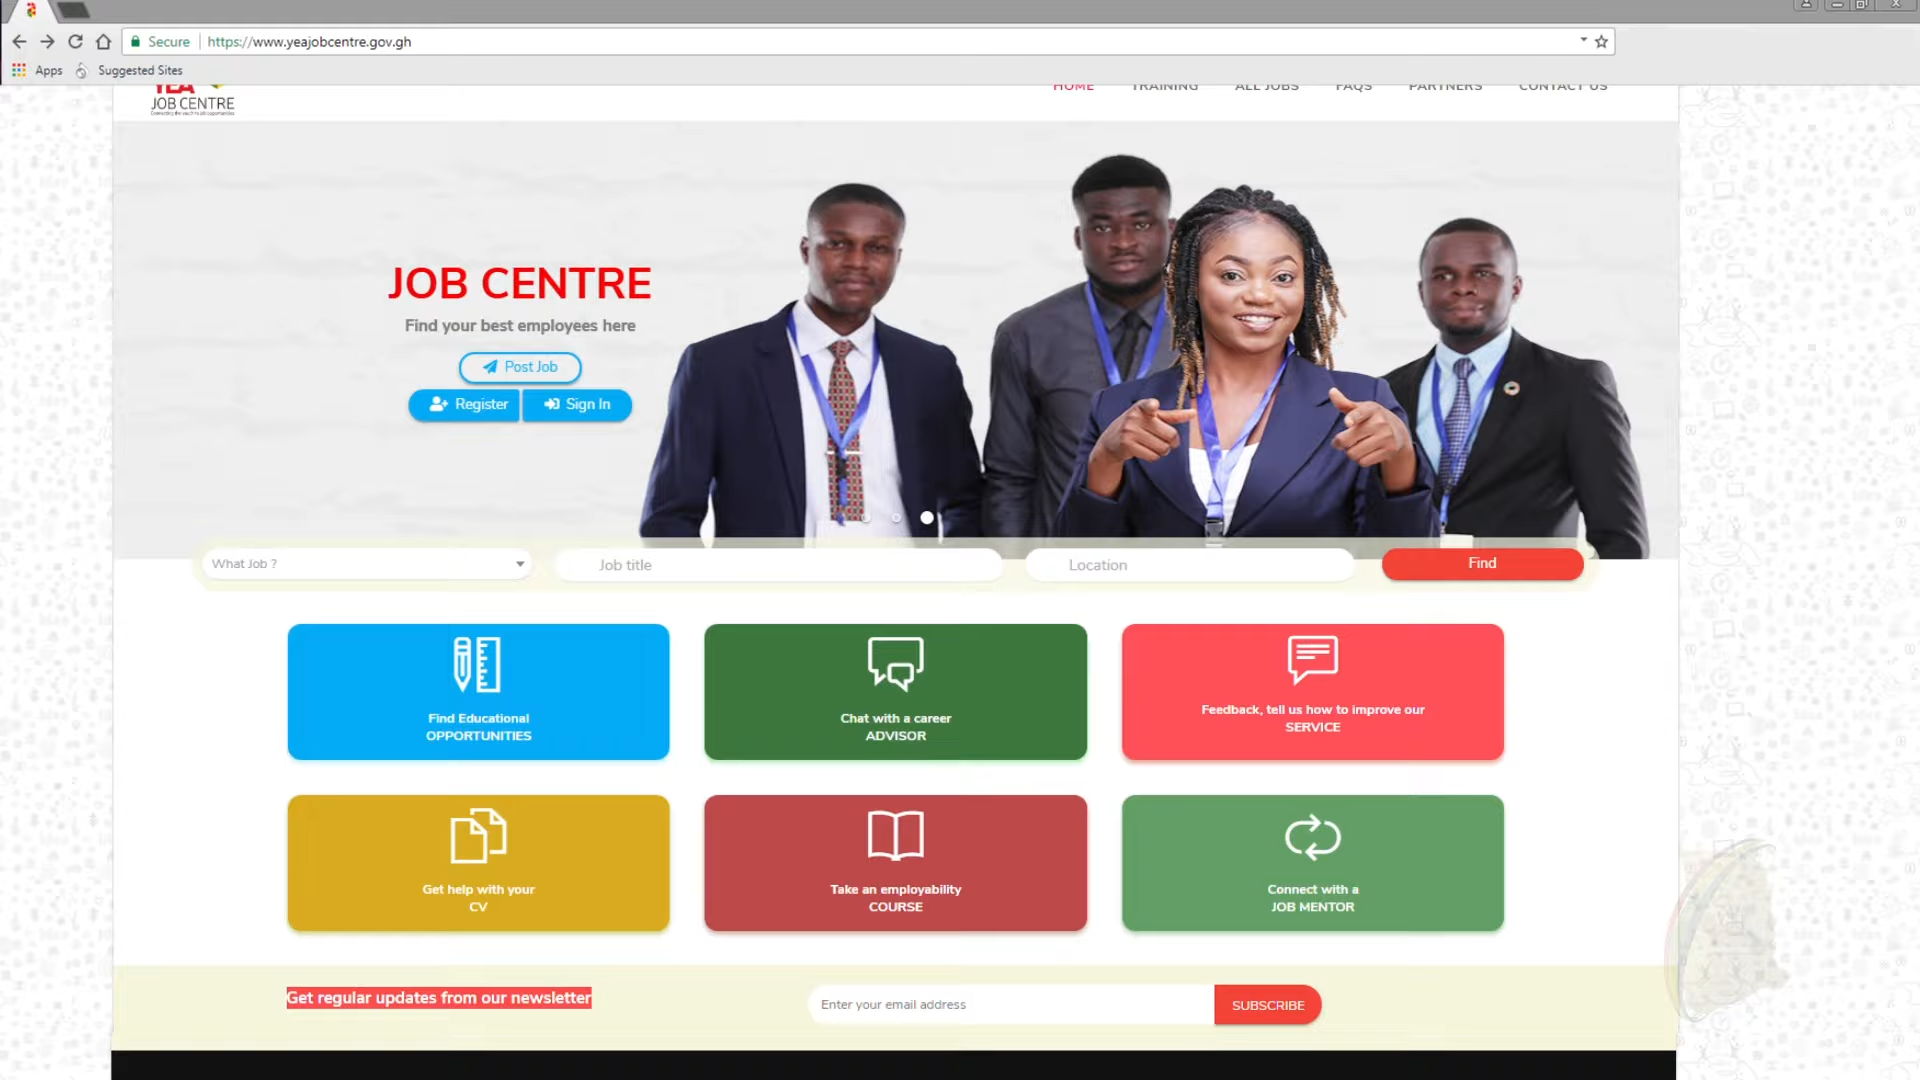 Secure
https://www.yeajobcentre.gov.gh
Apps
Suggested Sites
YEA
JOB CENTRE
HOME
TRAINING
ALL JOBS
FAQS
PARTNERS
CONTACT US
JOB CENTRE
Find your best employees here
Post Job
Register
Sign In
What Job ?
Job title
Location
Find
Find Educational
OPPORTUNITIES
Chat with a career
ADVISOR
Feedback, tell us how to improve our
SERVICE
Get help with your
CV
Take an employability
COURSE
Connect with a
JOB MENTOR
Get regular updates from our newsletter
Enter your email address
SUBSCRIBE